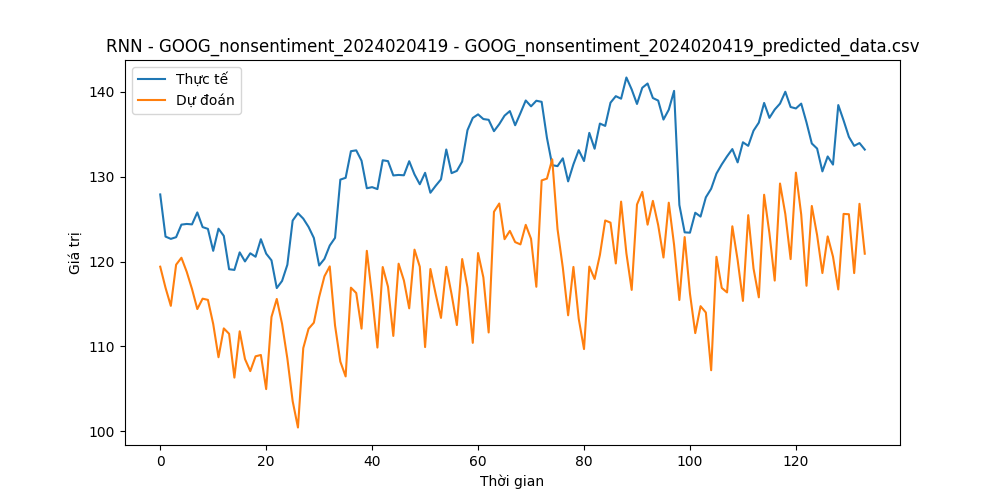 RNN - GOOG_nonsentiment_2024020419 - GOOG_nonsentiment_2024020419_predicted_data.csv
Thực tế
Dự đoán
Giá trị
140
130
120
110
100
0 20 40 60 80 100 120
Thời gian